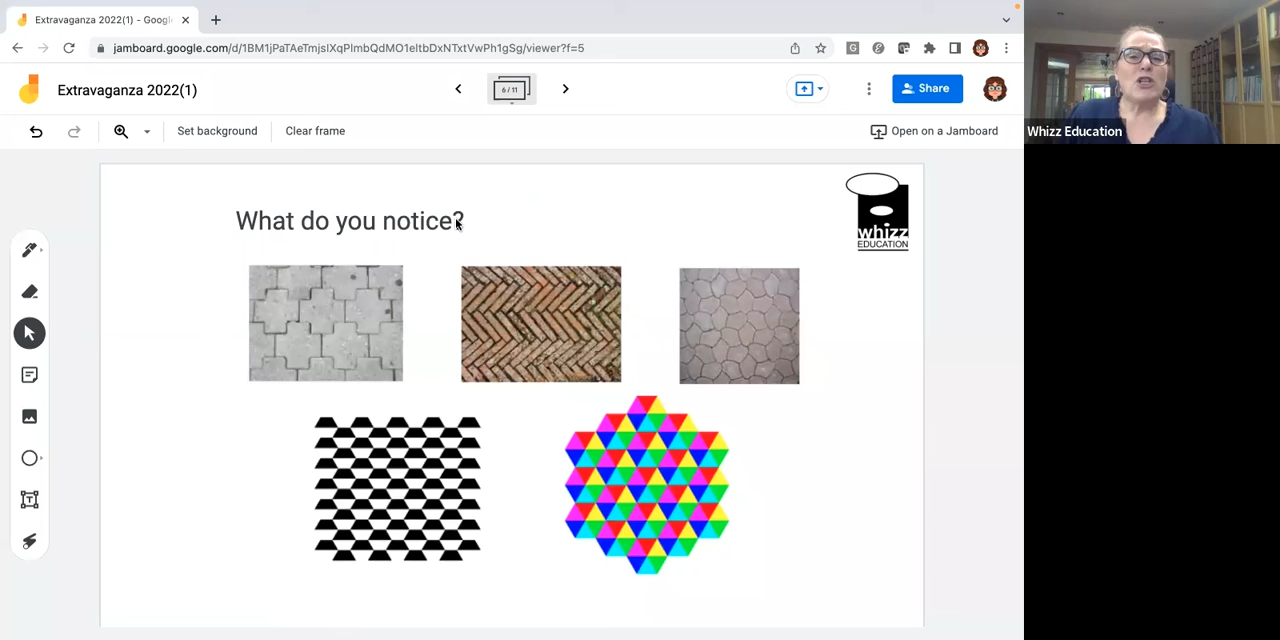 Extravaganza 2022(1) - Googl
jamboard.google.com/d/1BM1jPaTAeTmjslXqPlmbQdMO1eltbDxNTxtVwPh1gSg/viewer?f=5
Extravaganza 2022(1)
6 / 11
Share
Set background
Clear frame
Open on a Jamboard
What do you notice?
whizz
EDUCATION
Whizz Education